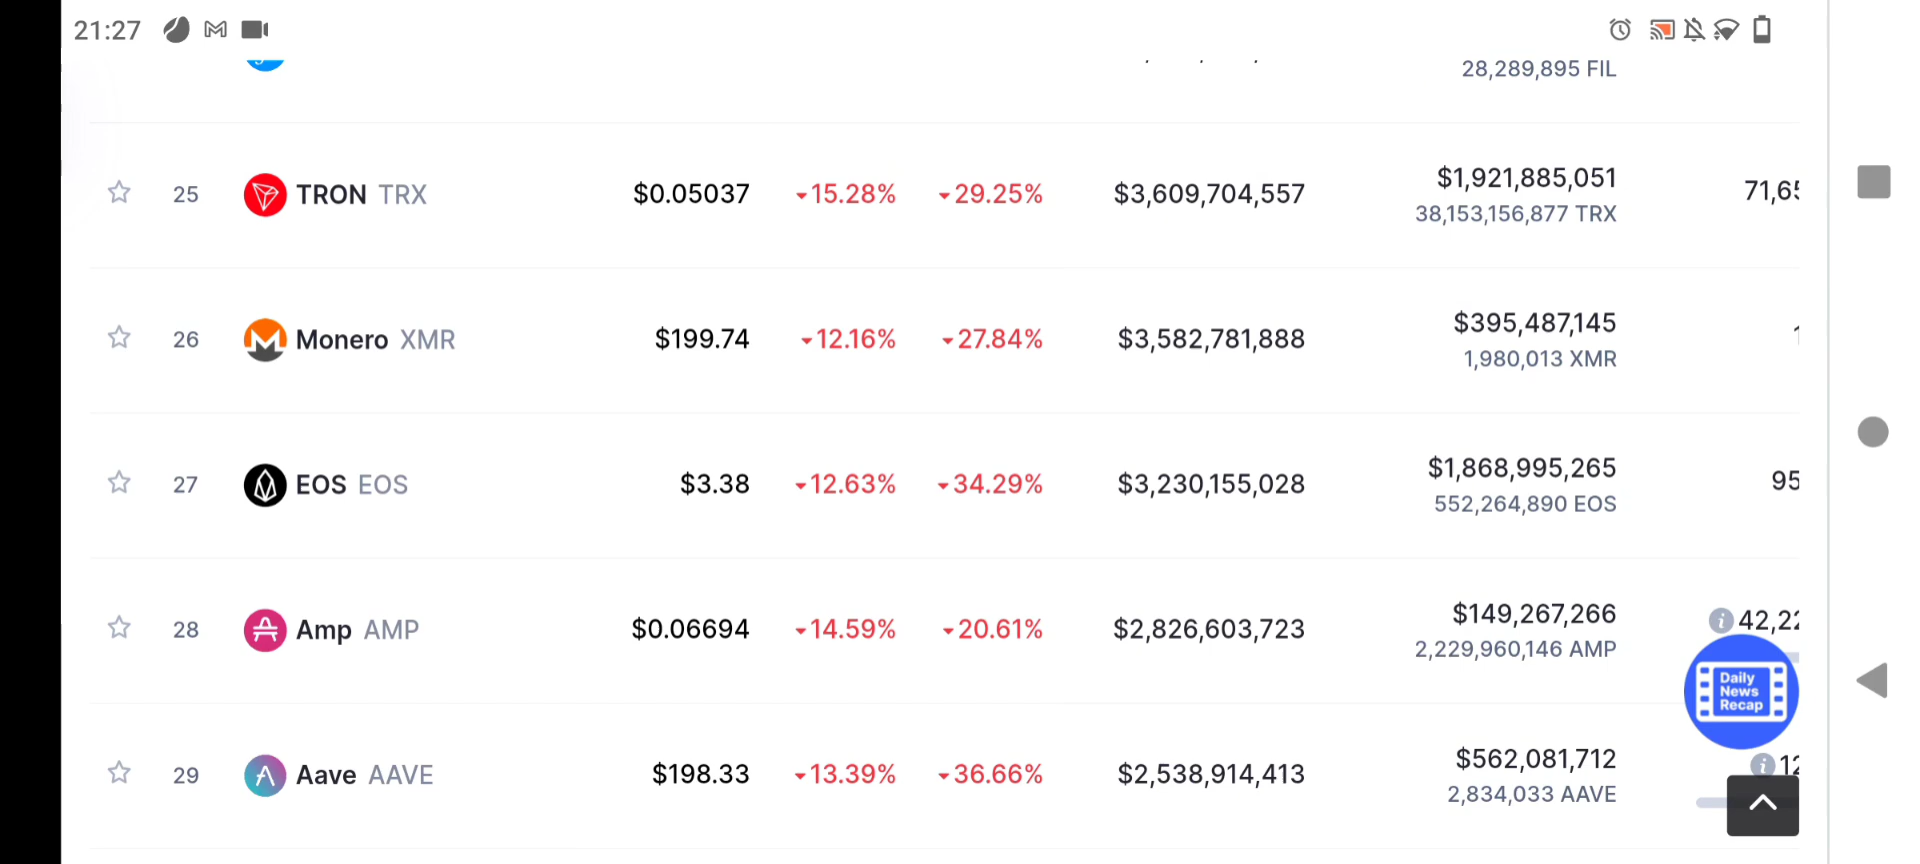 21:27
28,289,895 FIL
25 TRON TRX $0.05037 15.28% 29.25% $3,609,704,557 $1,921,885,051 71,65
38,153,156,877 TRX
26 Monero XMR $199.74 12.16% 27.84% $3,582,781,888 $395,487,145
1,980,013 XMR
27 EOS EOS $3.38 12.63% 34.29% $3,230,155,028 $1,868,995,265 95
552,264,890 EOS
28 Amp AMP $0.06694 14.59% 20.61% $2,826,603,723 $149,267,266 42,22
2,229,960,146 AMP
Daily
News
Recap
29 Aave AAVE $198.33 13.39% 36.66% $2,538,914,413 $562,081,712 12
2,834,033 AAVE